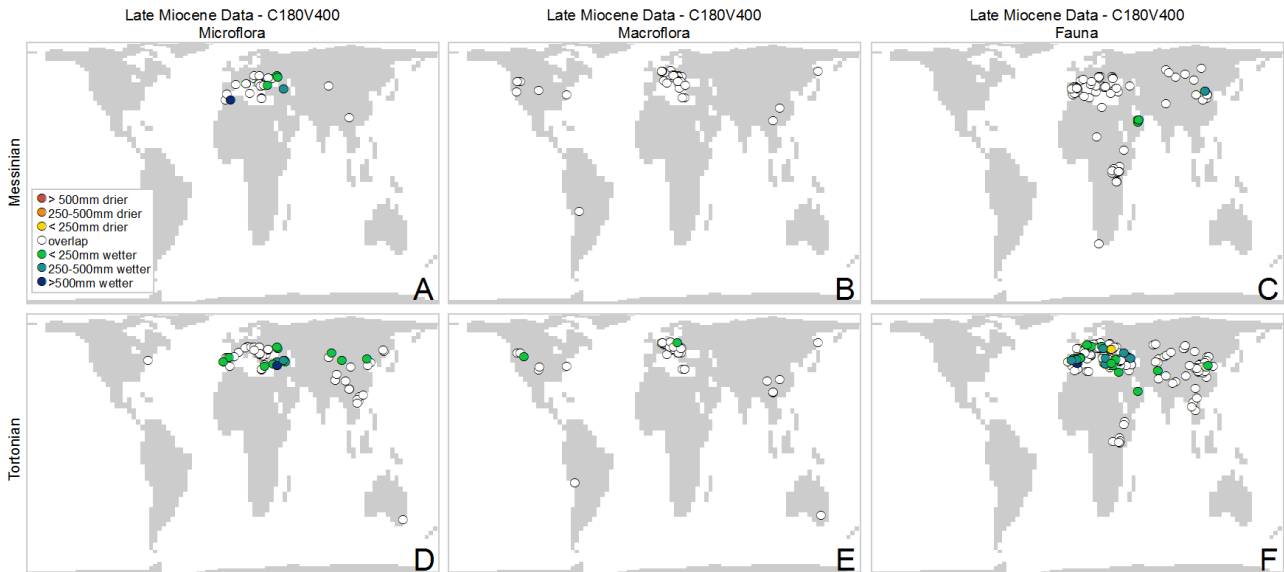 Late Miocene Data - C180V400
Microflora
Late Miocene Data - C180V400
Macroflora
Late Miocene Data - C180V400
Fauna
Messinian
> 500mm drier
250-500mm drier
< 250mm drier
overlap
< 250mm wetter
250-500mm wetter
>500mm wetter
A
B
C
Tortonian
D
E
F